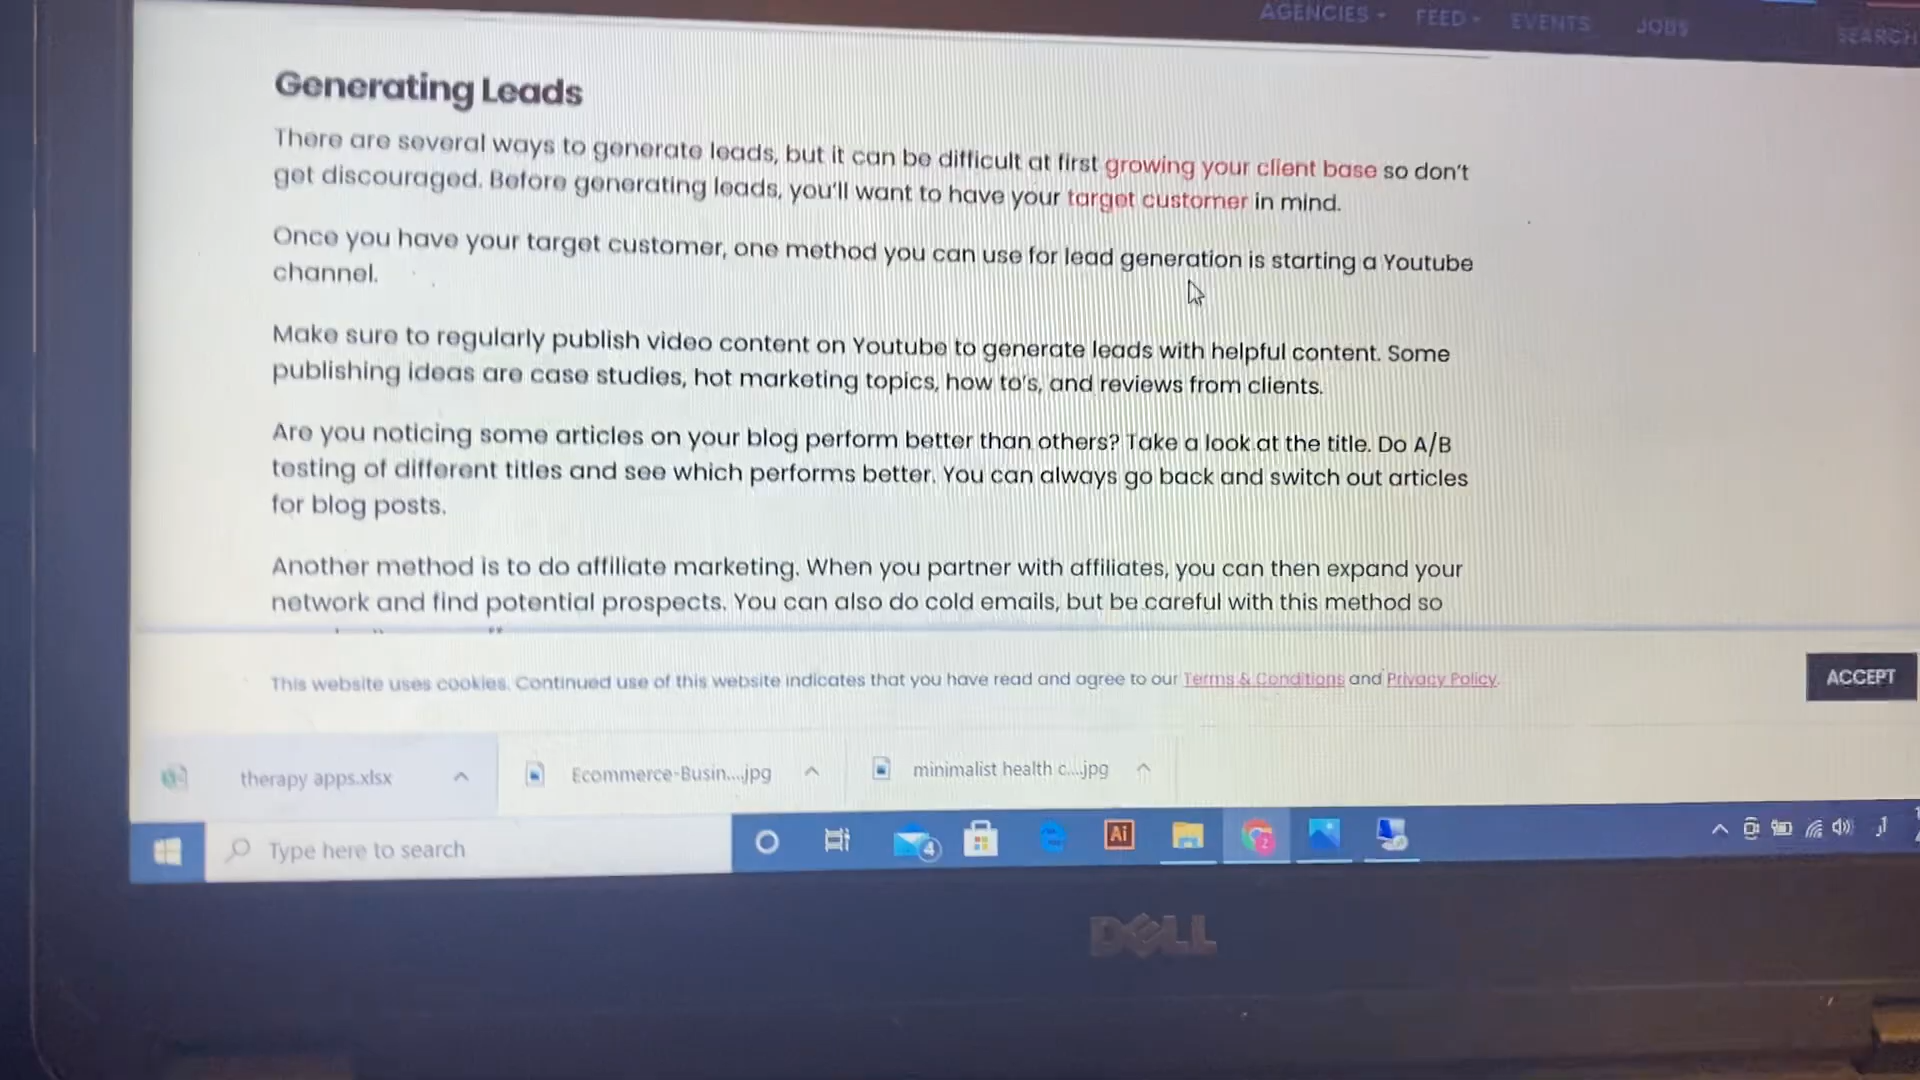 AGENCIES
FEED
EVENTS
JOBS
SEARCH
Generating Leads
There are several ways to generate leads, but it can be difficult at first growing your client base so don't
get discouraged. Before generating leads, you'll want to have your target customer in mind.
Once you have your target customer, one method you can use for lead generation is starting a Youtube
channel.
Make sure to regularly publish video content on Youtube to generate leads with helpful content. Some
publishing ideas are case studies, hot marketing topics, how to's, and reviews from clients.
Are you noticing some articles on your blog perform better than others? Take a look at the title. Do A/B
testing of different titles and see which performs better. You can always go back and switch out articles
for blog posts.
Another method is to do affiliate marketing. When you partner with affiliates, you can then expand your
network and find potential prospects. You can also do cold emails, but be careful with this method so
This website uses cookies. Continued use of this website indicates that you have read and agree to our Terms & Conditions and Privacy Policy.
ACCEPT
therapy apps.xlsx
Ecommerce-Busin....jpg
minimalist health c....jpg
Type here to search
4
Ai
2
DELL